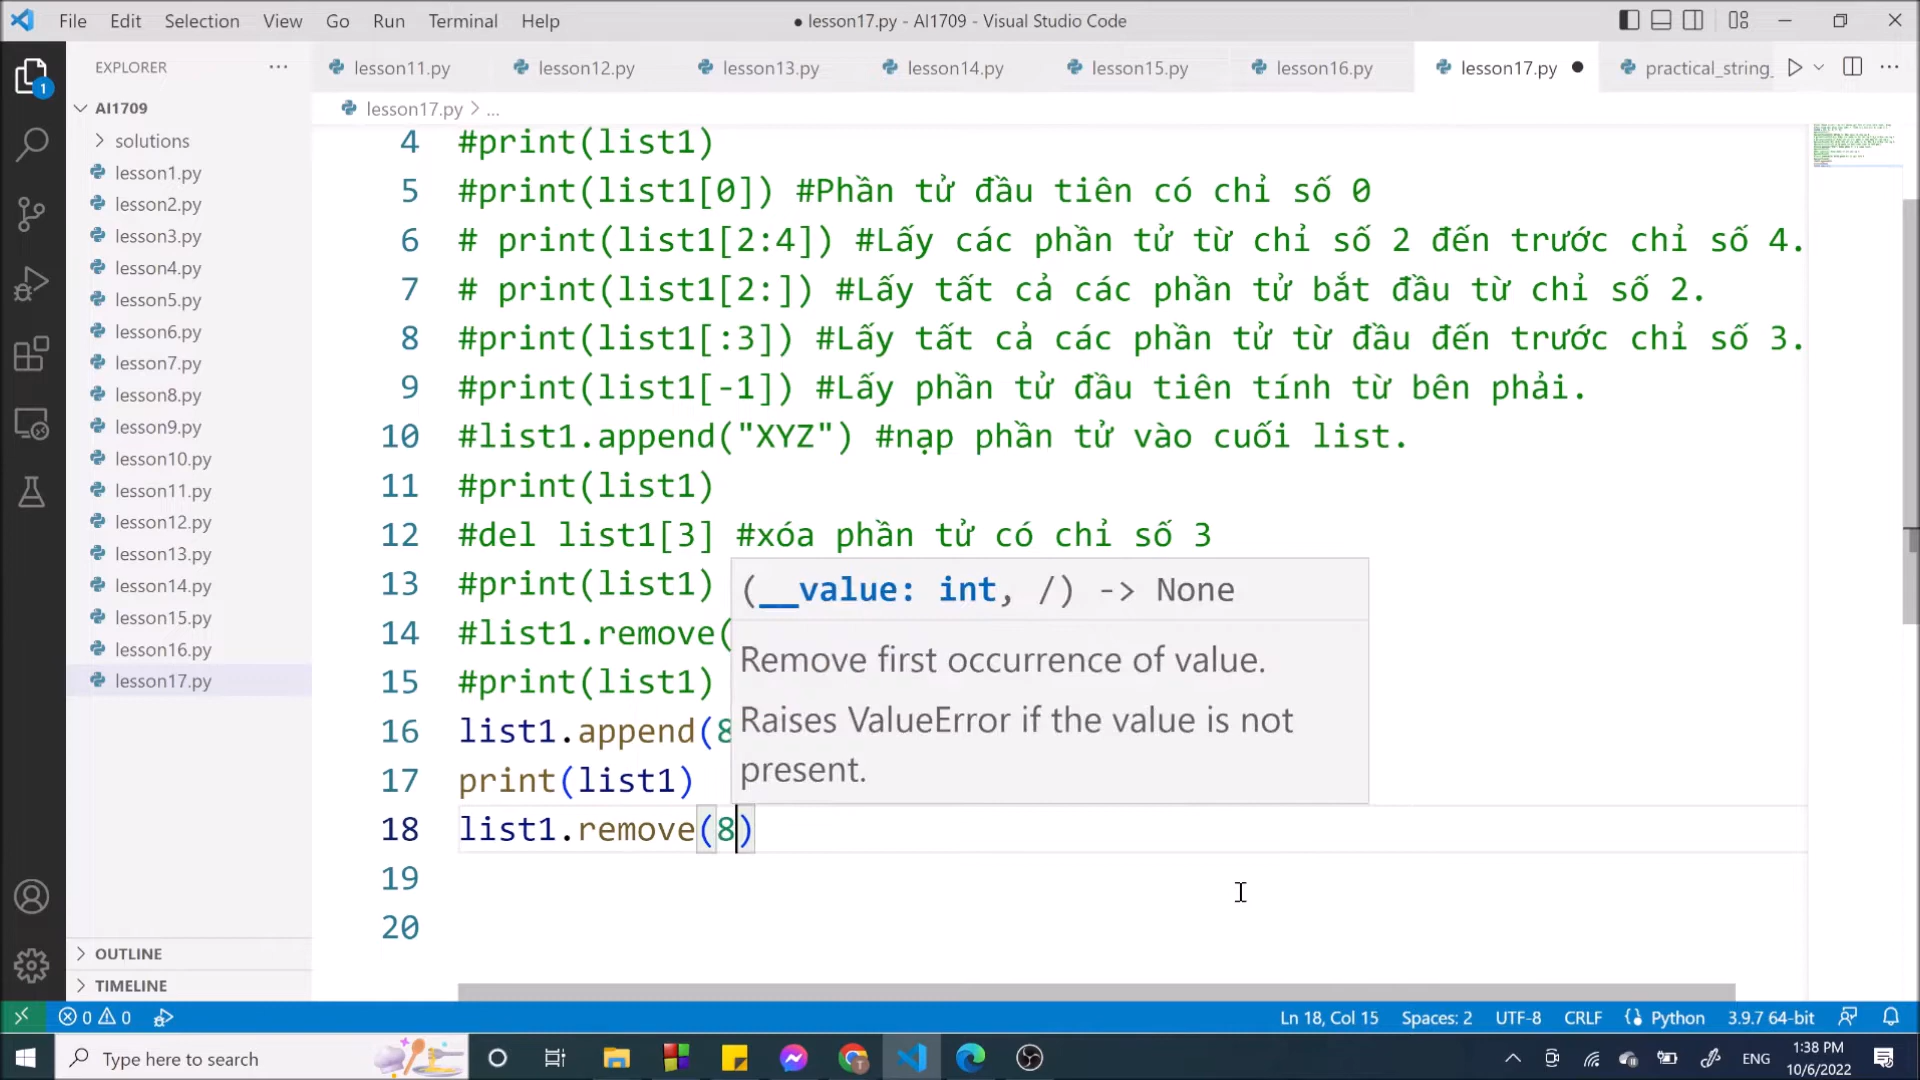 File Edit Selection View Go Run Terminal Help
● lesson17.py - AI1709 - Visual Studio Code
EXPLORER
lesson11.py lesson12.py lesson13.py lesson14.py lesson15.py lesson16.py lesson17.py ● practical_string_
AI1709
lesson17.py > ...
solutions
lesson1.py
lesson2.py
lesson3.py
lesson4.py
lesson5.py
lesson6.py
lesson7.py
lesson8.py
lesson9.py
lesson10.py
lesson11.py
lesson12.py
lesson13.py
lesson14.py
lesson15.py
lesson16.py
lesson17.py
OUTLINE
TIMELINE
1
4 #print(list1)
5 #print(list1[0]) #Phần tử đầu tiên có chỉ số 0
6 # print(list1[2:4]) #Lấy các phần tử từ chỉ số 2 đến trước chỉ số 4.
7 # print(list1[2:]) #Lấy tất cả các phần tử bắt đầu từ chỉ số 2.
8 #print(list1[:3]) #Lấy tất cả các phần tử từ đầu đến trước chỉ số 3.
9 #print(list1[-1]) #Lấy phần tử đầu tiên tính từ bên phải.
10 #list1.append("XYZ") #nạp phần tử vào cuối list.
11 #print(list1)
12 #del list1[3] #xóa phần tử có chỉ số 3
13 #print(list1)
14 #list1.remove(
15 #print(list1)
16 list1.append(8
17 print(list1)
18 list1.remove(8)
19
20
(__value: int, /) -> None
Remove first occurrence of value.
Raises ValueError if the value is not
present.
0 0 Ln 18, Col 15 Spaces: 2 UTF-8 CRLF Python 3.9.7 64-bit
Type here to search
ENG
1:38 PM
10/6/2022